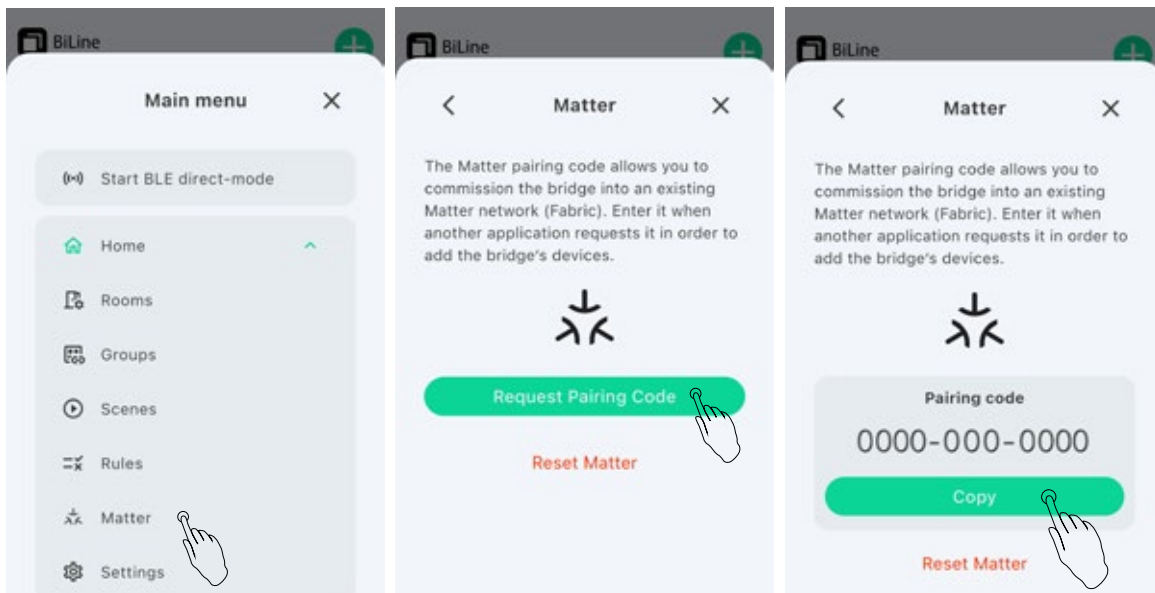 BiLine
Main menu
Start BLE direct-mode
Home
Rooms
Groups
Scenes
Rules
Matter
Settings
BiLine
Matter
The Matter pairing code allows you to
commission the bridge into an existing
Matter network (Fabric). Enter it when
another application requests it in order to
add the bridge's devices.
Request Pairing Code
Reset Matter
BiLine
Matter
The Matter pairing code allows you to
commission the bridge into an existing
Matter network (Fabric). Enter it when
another application requests it in order to
add the bridge's devices.
Pairing code
0000-000-0000
Copy
Reset Matter